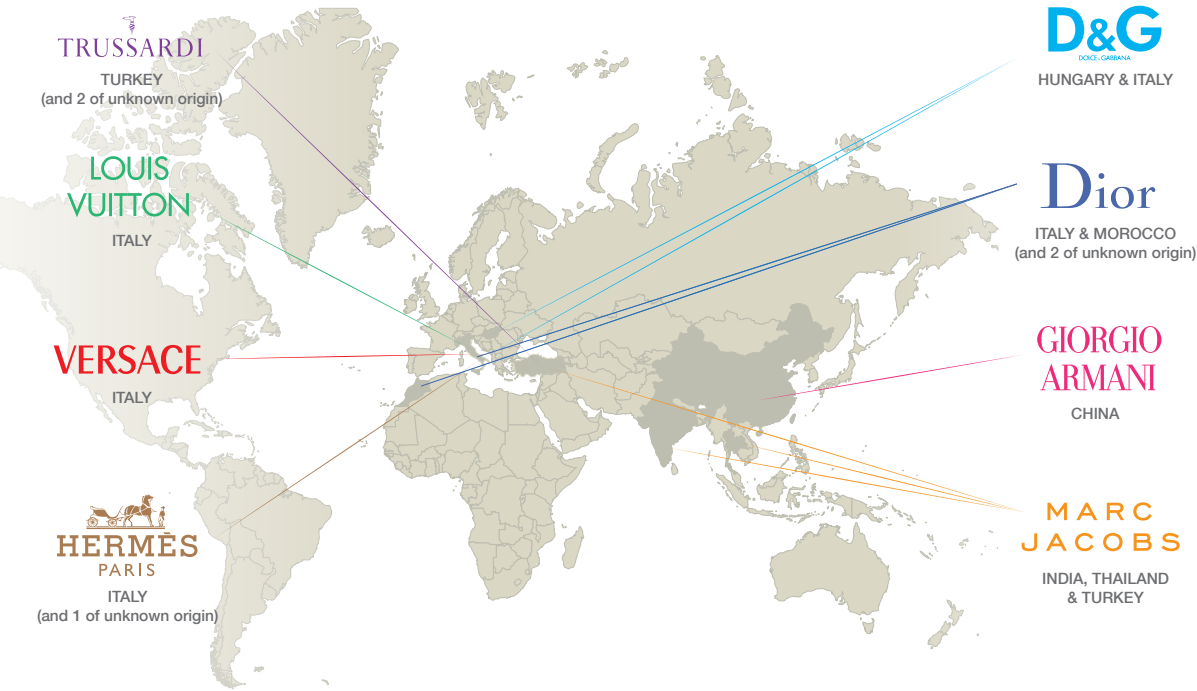 TRUSSARDI
TURKEY
(and 2 of unknown origin)
LOUIS
VUITTON
ITALY
VERSACE
ITALY
HERMÈS
PARIS
ITALY
(and 1 of unknown origin)
D&G
DOLCE & GABBANA
HUNGARY & ITALY
Dior
ITALY & MOROCCO
(and 2 of unknown origin)
GIORGIO
ARMANI
CHINA
MARC
JACOBS
INDIA, THAILAND
& TURKEY